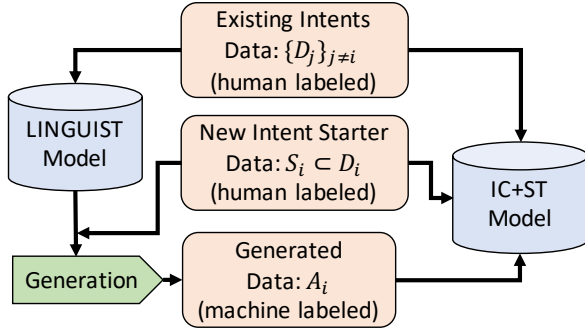 Existing Intents
Data: {D_j}_{j≠i}
(human labeled)
LINGUIST
Model
New Intent Starter
Data: S_i ⊂ D_i
(human labeled)
IC+ST
Model
Generation
Generated
Data: A_i
(machine labeled)